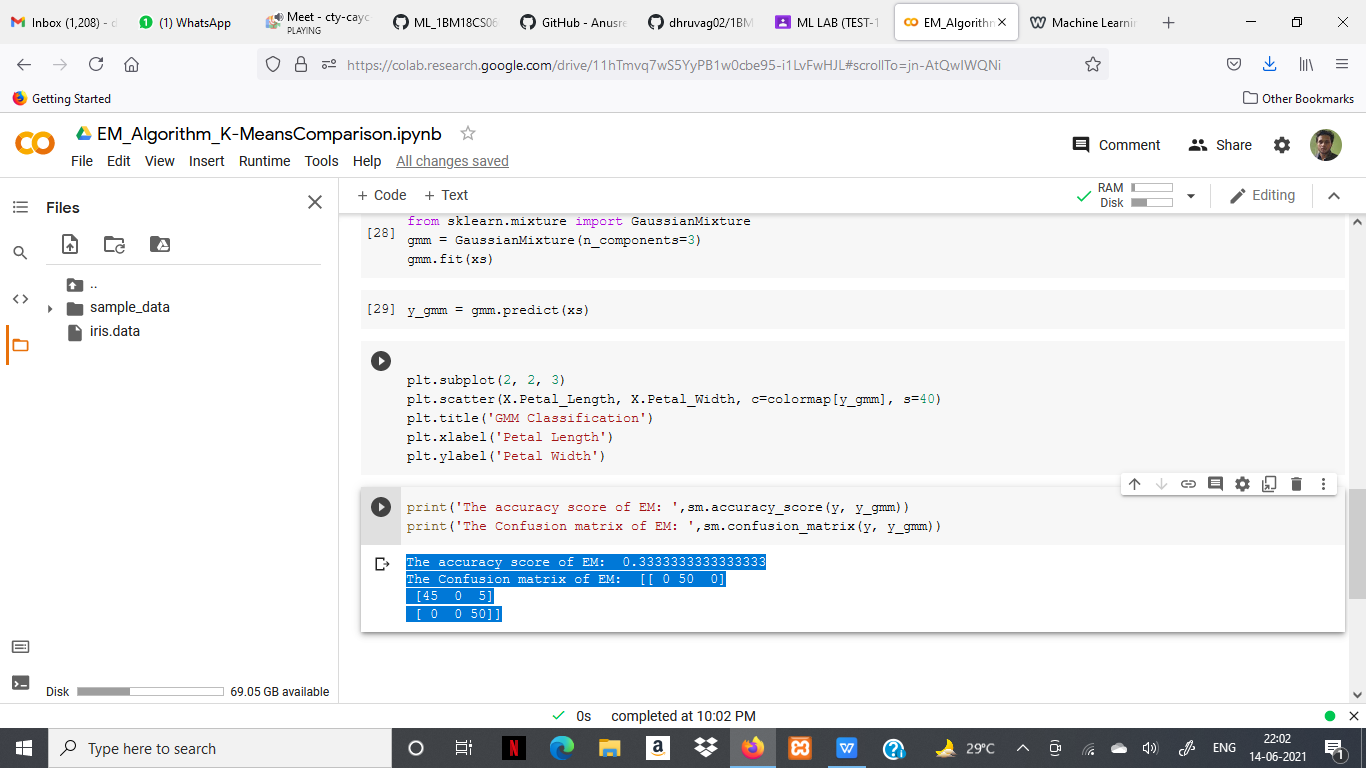 Inbox (1,208) - d
(1) WhatsApp
Meet - cty-cayc
PLAYING
ML_1BM18CS06
GitHub - Anusre
dhruvag02/1BM
ML LAB (TEST-1
EM_Algorithm
Machine Learnin
https://colab.research.google.com/drive/11hTmvq7wS5YyPB1w0cbe95-i1LvFwHJL#scrollTo=jn-AtQwIWQNi
Getting Started
Other Bookmarks
EM_Algorithm_K-MeansComparison.ipynb
File Edit View Insert Runtime Tools Help All changes saved
Comment
Share
Files
+ Code + Text
RAM
Disk
Editing
..
sample_data
iris.data
from sklearn.mixture import GaussianMixture
[28]
gmm = GaussianMixture(n_components=3)
gmm.fit(xs)
[29] y_gmm = gmm.predict(xs)
plt.subplot(2, 2, 3)
plt.scatter(X.Petal_Length, X.Petal_Width, c=colormap[y_gmm], s=40)
plt.title('GMM Classification')
plt.xlabel('Petal Length')
plt.ylabel('Petal Width')
print('The accuracy score of EM: ',sm.accuracy_score(y, y_gmm))
print('The Confusion matrix of EM: ',sm.confusion_matrix(y, y_gmm))
The accuracy score of EM:  0.3333333333333333
The Confusion matrix of EM:  [[ 0 50  0]
[45  0  5]
[ 0  0 50]]
Disk
69.05 GB available
0s completed at 10:02 PM
Type here to search
29°C
ENG
22:02
14-06-2021
1